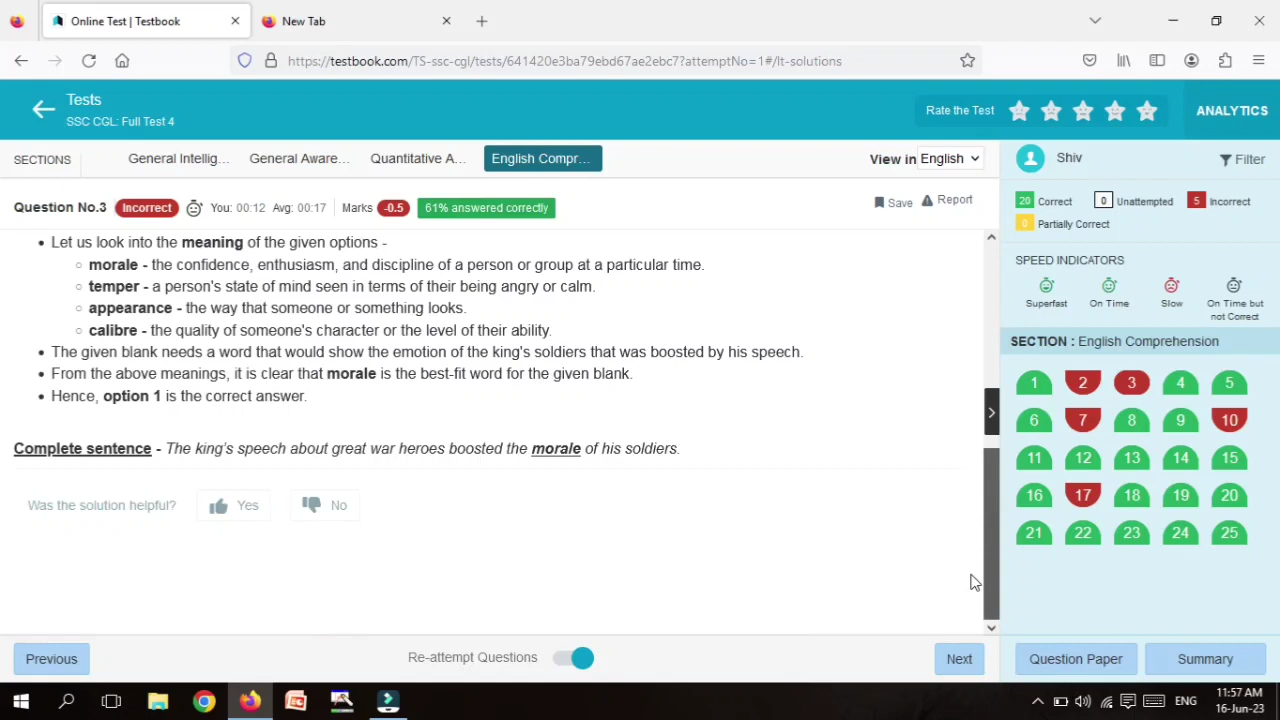 Online Test | Testbook
New Tab
https://testbook.com/TS-ssc-cgl/tests/641420e3ba79ebd67ae2ebc7?attemptNo=1#/lt-solutions
Tests
SSC CGL: Full Test 4
Rate the Test
ANALYTICS
SECTIONS
General Intellig...
General Aware...
Quantitative A...
English Compr...
View in English
Shiv
Filter
Question No.3 Incorrect You: 00:12 Avg: 00:17 Marks -0.5 61% answered correctly
Save
Report
20 Correct
0 Unattempted
5 Incorrect
0 Partially Correct
SPEED INDICATORS
Superfast
On Time
Slow
On Time but
not Correct
SECTION : English Comprehension
1 2 3 4 5
6 7 8 9 10
11 12 13 14 15
16 17 18 19 20
21 22 23 24 25
• Let us look into the meaning of the given options -
○ morale - the confidence, enthusiasm, and discipline of a person or group at a particular time.
○ temper - a person's state of mind seen in terms of their being angry or calm.
○ appearance - the way that someone or something looks.
○ calibre - the quality of someone's character or the level of their ability.
• The given blank needs a word that would show the emotion of the king's soldiers that was boosted by his speech.
• From the above meanings, it is clear that morale is the best-fit word for the given blank.
• Hence, option 1 is the correct answer.
Complete sentence - The king's speech about great war heroes boosted the morale of his soldiers.
Was the solution helpful? Yes No
Previous
Re-attempt Questions
Next
Question Paper
Summary
ENG
11:57 AM
16-Jun-23